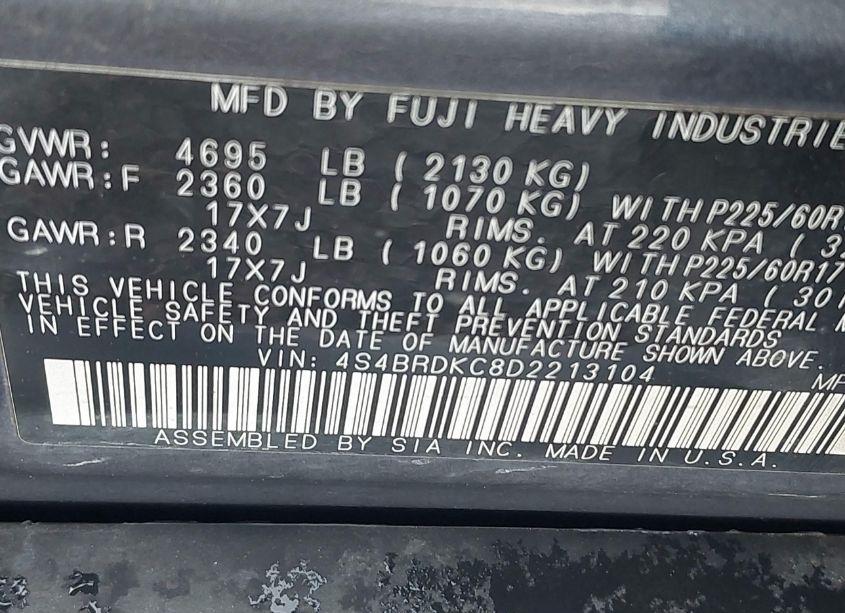 MFD BY FUJI HEAVY INDUSTRIE
GVWR: 4695 LB ( 2130 KG)
GAWR:F 2360 LB ( 1070 KG) WITH P225/60R
17X7J RIMS. AT 220 KPA (
GAWR:R 2340 LB ( 1060 KG) WITH P225/60R17
17X7J RIMS. AT 210 KPA ( 30
THIS VEHICLE CONFORMS TO ALL APPLICABLE FEDERAL
VEHICLE SAFETY AND THEFT PREVENTION STANDARDS
IN EFFECT ON THE DATE OF MANUFACTURE SHOWN ABOVE.
VIN: 4S4BRDKC8D2213104
ASSEMBLED BY SIA INC. MADE IN U.S.A.